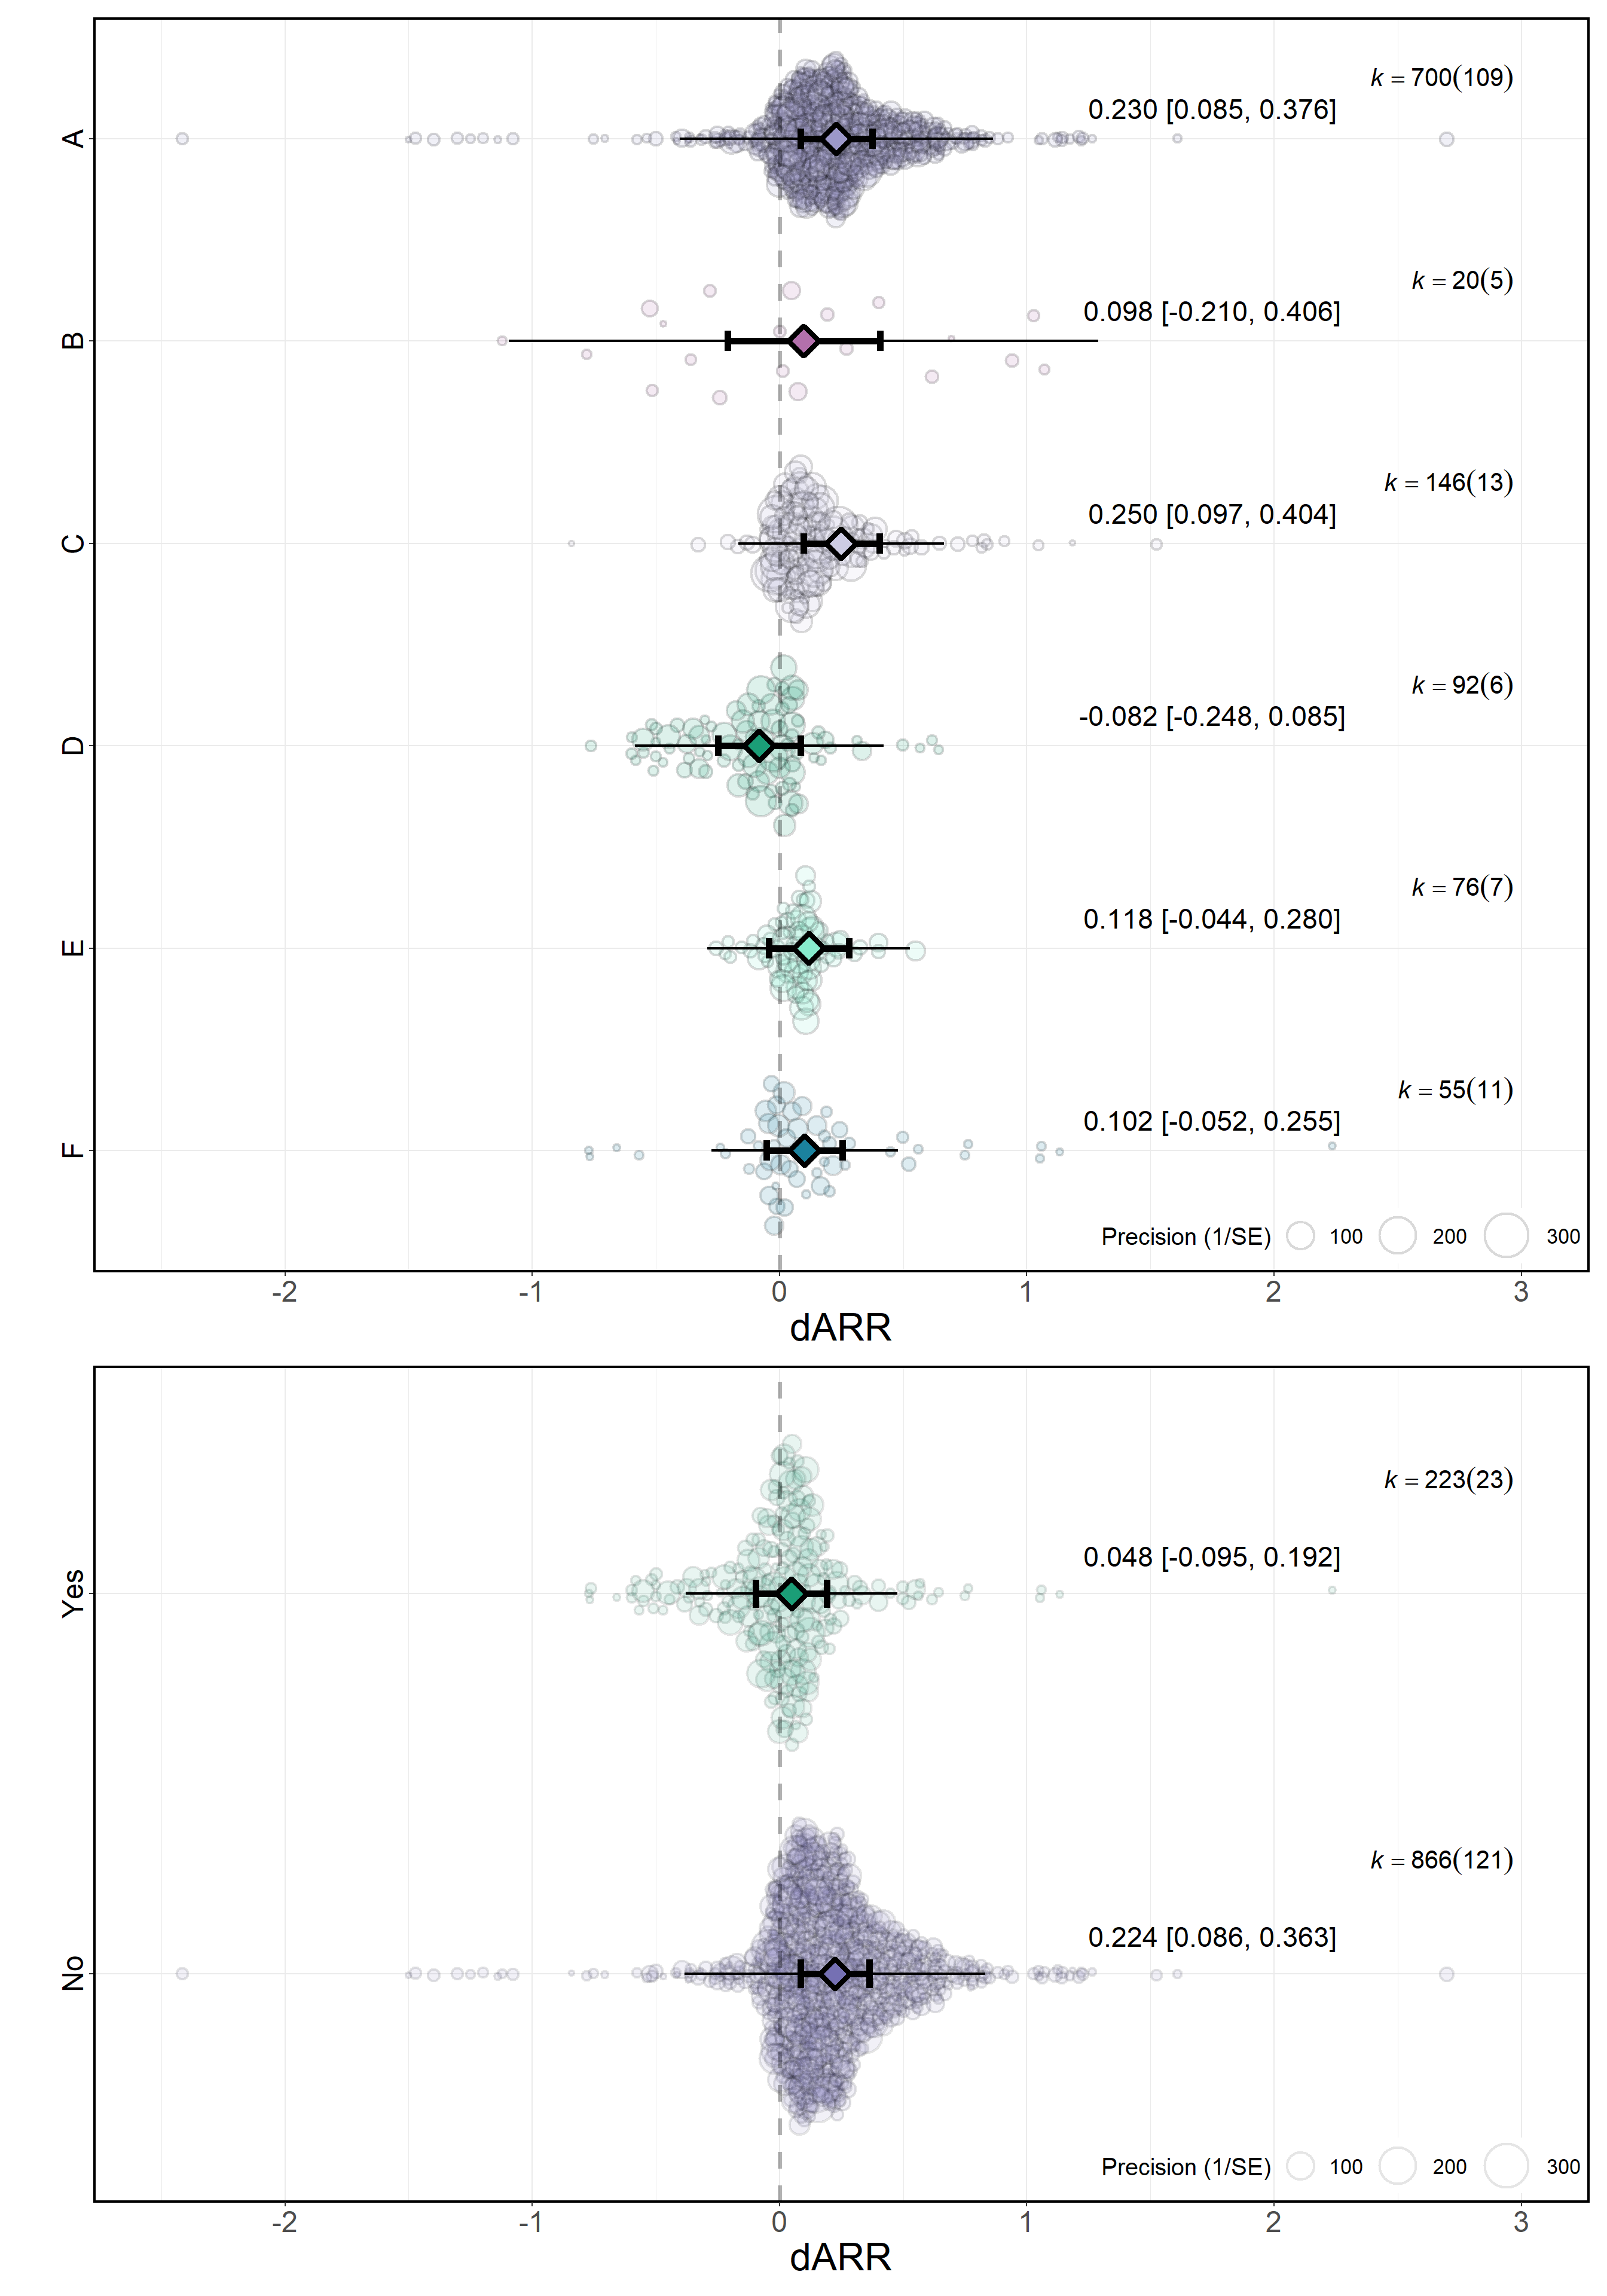 k = 700(109)
0.230 [0.085, 0.376]
A
k = 20(5)
0.098 [-0.210, 0.406]
B
k = 146(13)
0.250 [0.097, 0.404]
C
k = 92(6)
-0.082 [-0.248, 0.085]
D
k = 76(7)
0.118 [-0.044, 0.280]
E
k = 55(11)
0.102 [-0.052, 0.255]
F
Precision (1/SE) 100 200 300
-2 -1 0 1 2 3
dARR
k = 223(23)
0.048 [-0.095, 0.192]
Yes
k = 866(121)
0.224 [0.086, 0.363]
No
Precision (1/SE) 100 200 300
-2 -1 0 1 2 3
dARR